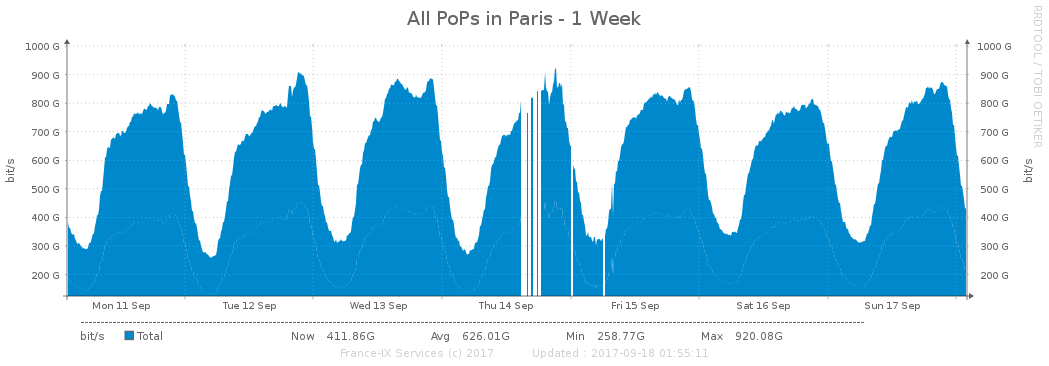 All PoPs in Paris - 1 Week
RRDTOOL / TOBI OETIKER
bit/s
1000 G
900 G
800 G
700 G
600 G
500 G
400 G
300 G
200 G
1000 G
900 G
800 G
700 G
600 G
500 G
400 G
300 G
200 G
bit/s
Mon 11 Sep Tue 12 Sep Wed 13 Sep Thu 14 Sep Fri 15 Sep Sat 16 Sep Sun 17 Sep
bit/s Total Now 411.86G Avg 626.01G Min 258.77G Max 920.08G
France-IX Services (c) 2017 Updated : 2017-09-18 01:55:11